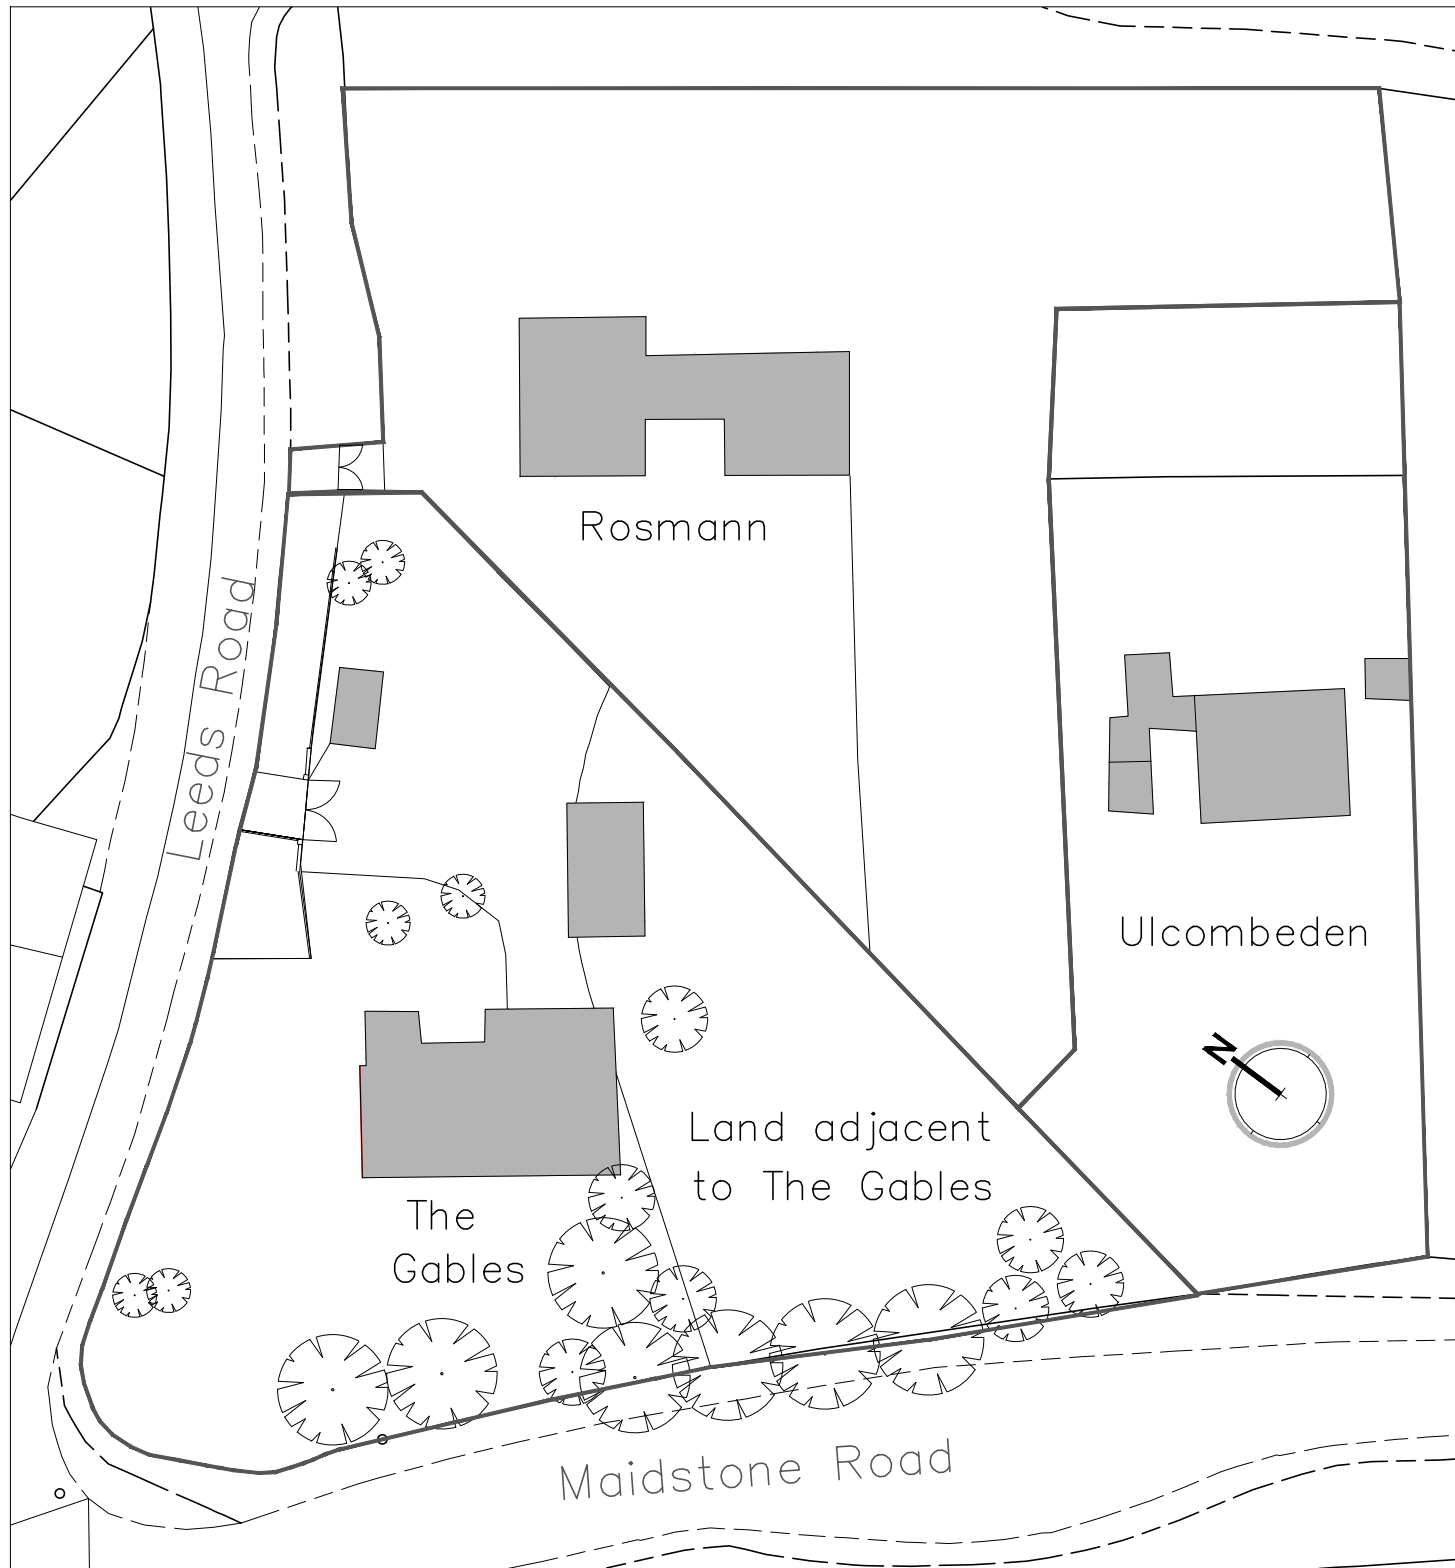 Rosmann
Leeds Road
Ulcombeden
N
Land adjacent
to The Gables
The
Gables
Maidstone Road